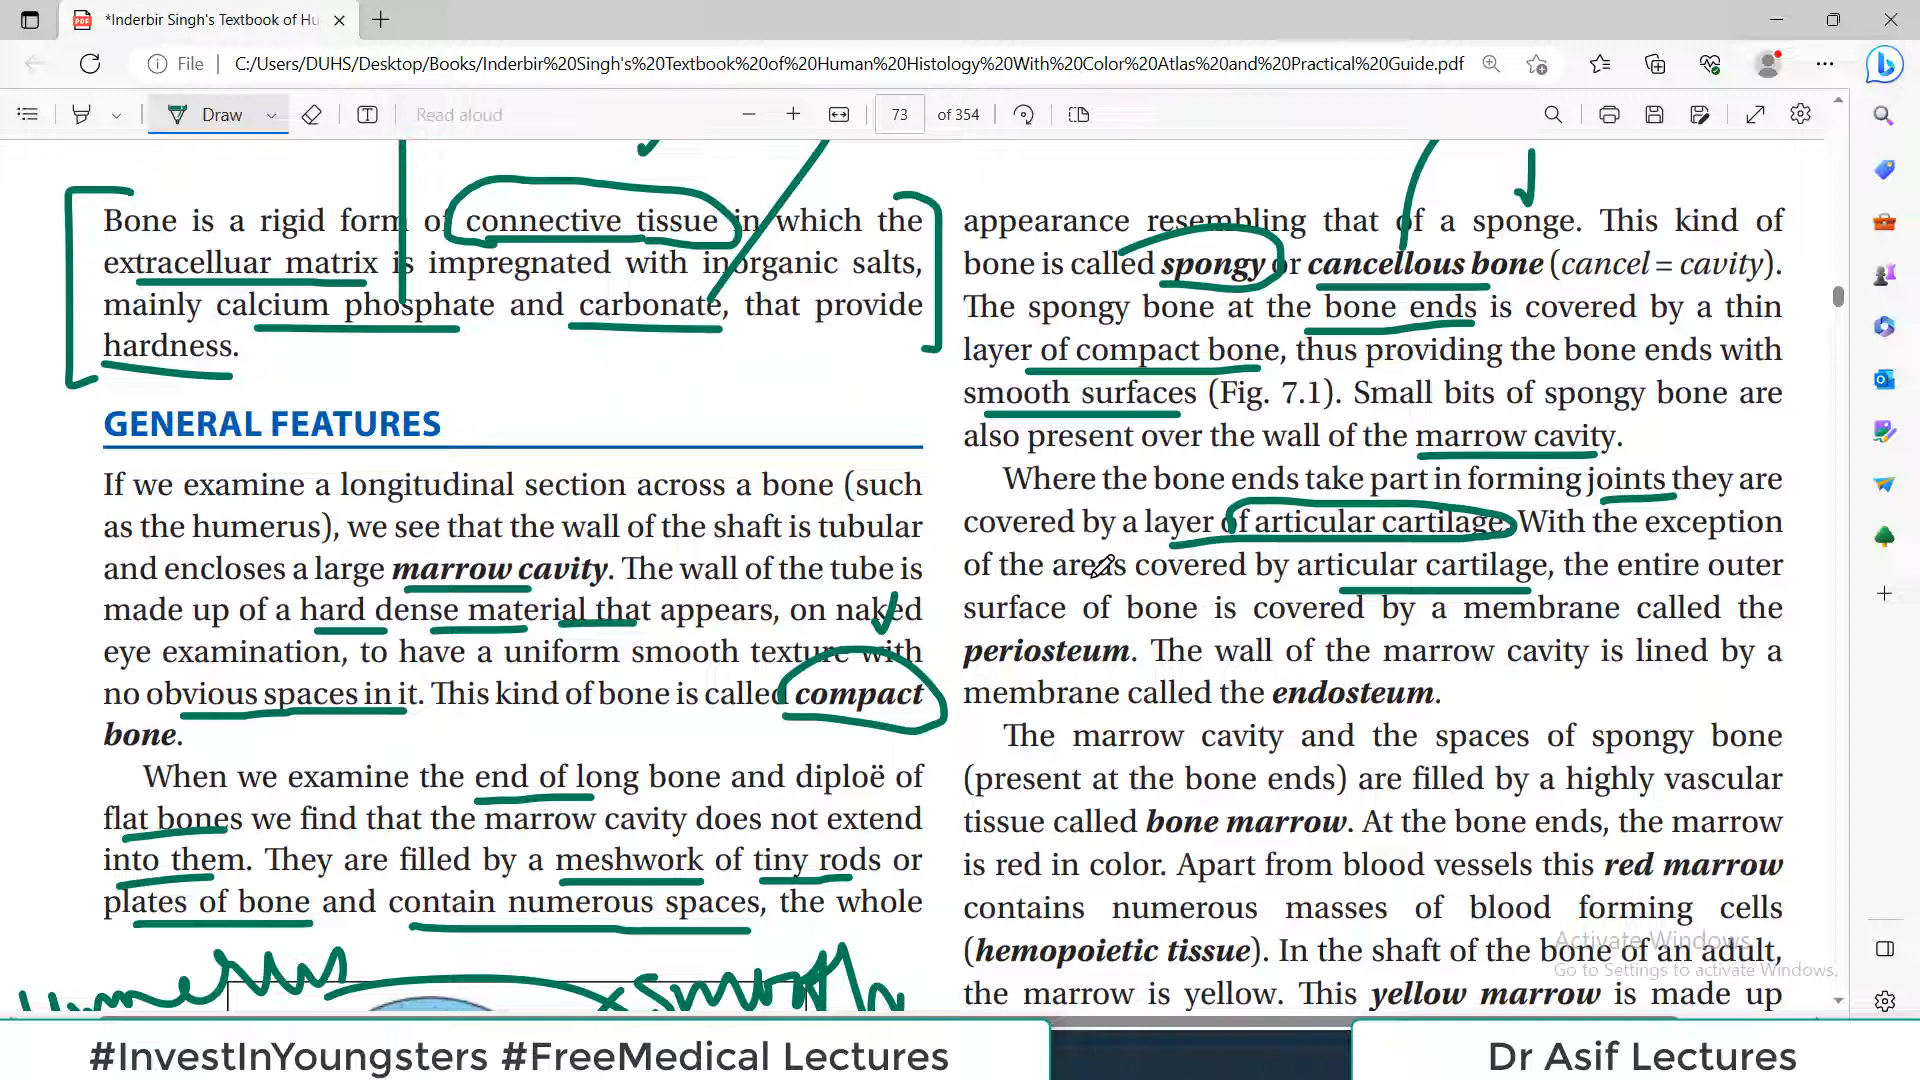 *Inderbir Singh's Textbook of Hu
File
C:/Users/DUHS/Desktop/Books/Inderbir%20Singh's%20Textbook%20of%20Human%20Histology%20With%20Color%20Atlas%20and%20Practical%20Guide.pdf
Draw
Read aloud
73 of 354
Bone is a rigid form of connective tissue in which the
extracelluar matrix is impregnated with inorganic salts,
mainly calcium phosphate and carbonate, that provide
hardness.
GENERAL FEATURES
If we examine a longitudinal section across a bone (such
as the humerus), we see that the wall of the shaft is tubular
and encloses a large marrow cavity. The wall of the tube is
made up of a hard dense material that appears, on naked
eye examination, to have a uniform smooth texture with
no obvious spaces in it. This kind of bone is called compact
bone.
When we examine the end of long bone and diploë of
flat bones we find that the marrow cavity does not extend
into them. They are filled by a meshwork of tiny rods or
plates of bone and contain numerous spaces, the whole
Humerus
appearance resembling that of a sponge. This kind of
bone is called spongy or cancellous bone (cancel = cavity).
The spongy bone at the bone ends is covered by a thin
layer of compact bone, thus providing the bone ends with
smooth surfaces (Fig. 7.1). Small bits of spongy bone are
also present over the wall of the marrow cavity.
Where the bone ends take part in forming joints they are
covered by a layer of articular cartilage. With the exception
of the areas covered by articular cartilage, the entire outer
surface of bone is covered by a membrane called the
periosteum. The wall of the marrow cavity is lined by a
membrane called the endosteum.
The marrow cavity and the spaces of spongy bone
(present at the bone ends) are filled by a highly vascular
tissue called bone marrow. At the bone ends, the marrow
is red in color. Apart from blood vessels this red marrow
contains numerous masses of blood forming cells
(hemopoietic tissue). In the shaft of the bone of an adult,
the marrow is yellow. This yellow marrow is made up
Activate Windows
Go to Settings to activate Windows.
#InvestInYoungsters #FreeMedical Lectures
Dr Asif Lectures